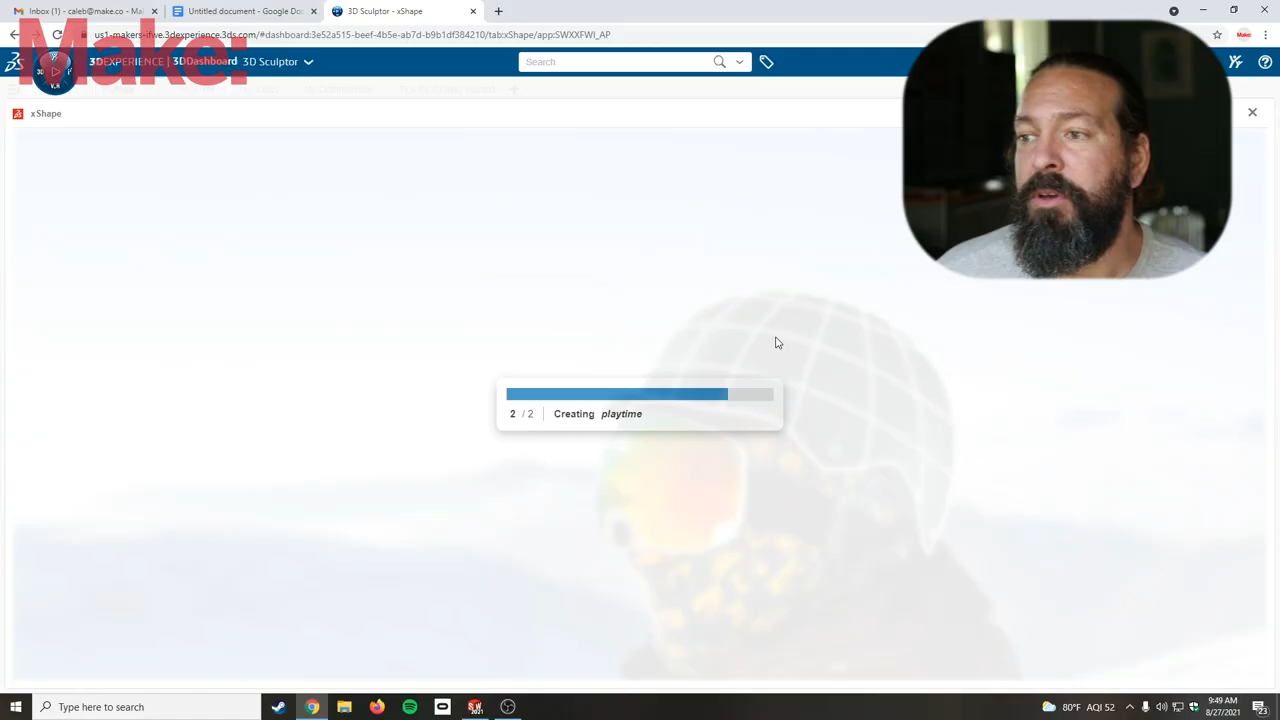 Inbox (1) - caleb@make.co - Ma
Untitled document - Google Doc
3D Sculptor - xShape
us1-makers-ifwe.3dexperience.3ds.com/#dashboard:3e52a515-beef-4b5e-ab7d-b9b1df384210/tab:xShape/app:SWXXFWI_AP
Make:
3DEXPERIENCE | 3DDashboard 3D Sculptor
Search
xShape
2 / 2 Creating playtime
Type here to search
80°F AQI 52
9:49 AM
8/27/2021
23